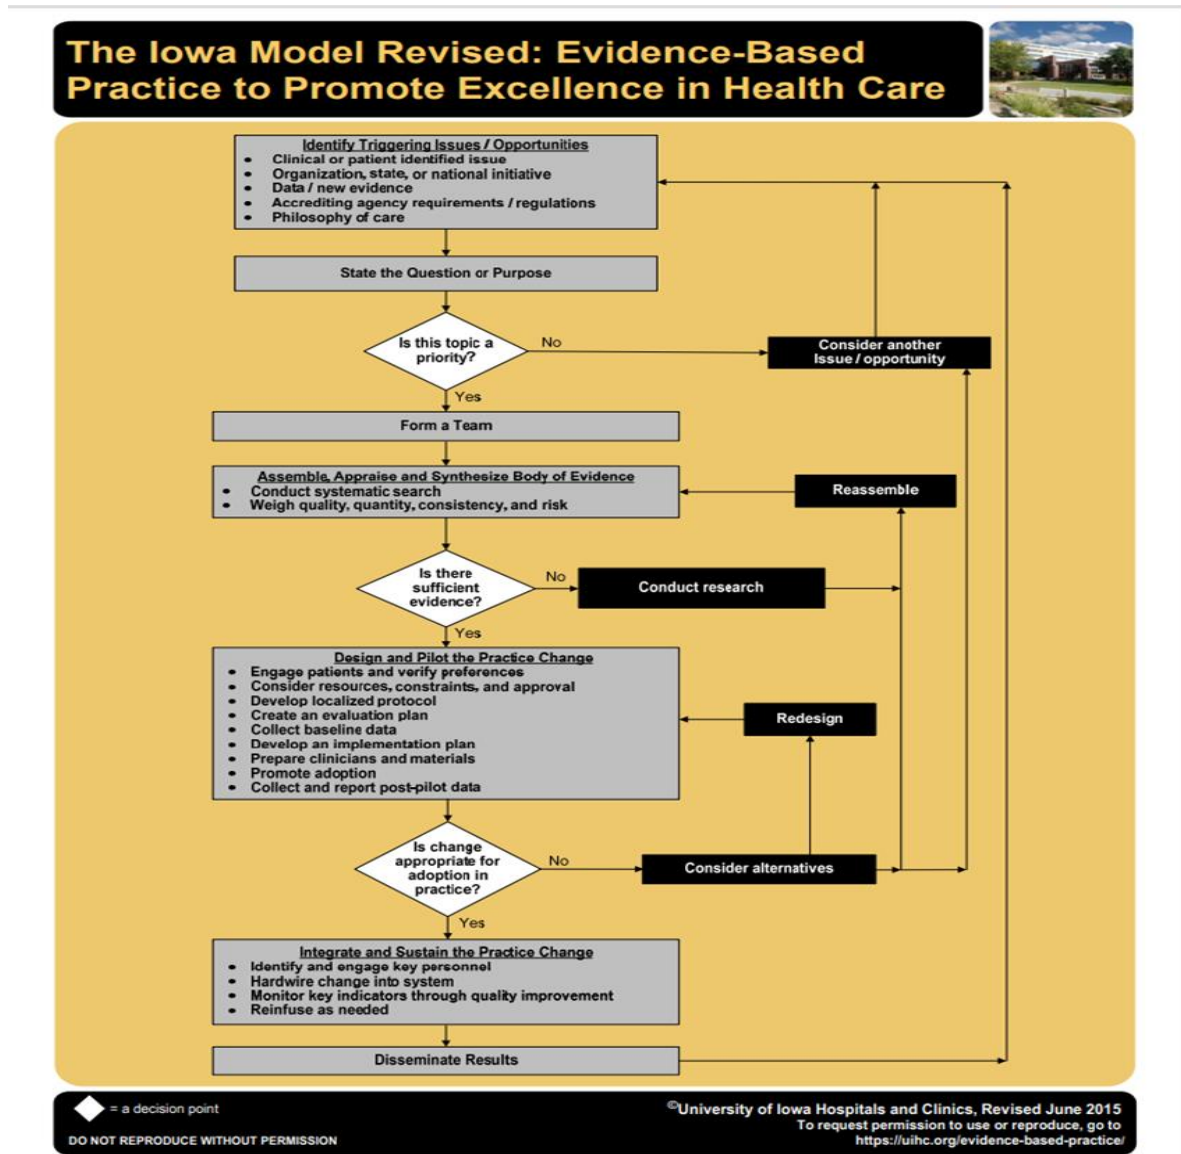 The Iowa Model Revised: Evidence-Based
Practice to Promote Excellence in Health Care
Identify Triggering Issues / Opportunities
• Clinical or patient identified issue
• Organization, state, or national initiative
• Data / new evidence
• Accrediting agency requirements / regulations
• Philosophy of care
State the Question or Purpose
Is this topic a
priority?
No
Consider another
Issue / opportunity
Yes
Form a Team
Assemble, Appraise and Synthesize Body of Evidence
• Conduct systematic search
• Weigh quality, quantity, consistency, and risk
Reassemble
Is there
sufficient
evidence?
No
Conduct research
Yes
Design and Pilot the Practice Change
• Engage patients and verify preferences
• Consider resources, constraints, and approval
• Develop localized protocol
• Create an evaluation plan
• Collect baseline data
• Develop an implementation plan
• Prepare clinicians and materials
• Promote adoption
• Collect and report post-pilot data
Redesign
Is change
appropriate for
adoption in
practice?
No
Consider alternatives
Yes
Integrate and Sustain the Practice Change
• Identify and engage key personnel
• Hardwire change into system
• Monitor key indicators through quality improvement
• Reinfuse as needed
Disseminate Results
= a decision point
DO NOT REPRODUCE WITHOUT PERMISSION
©University of Iowa Hospitals and Clinics, Revised June 2015
To request permission to use or reproduce, go to
https://uihc.org/evidence-based-practice/